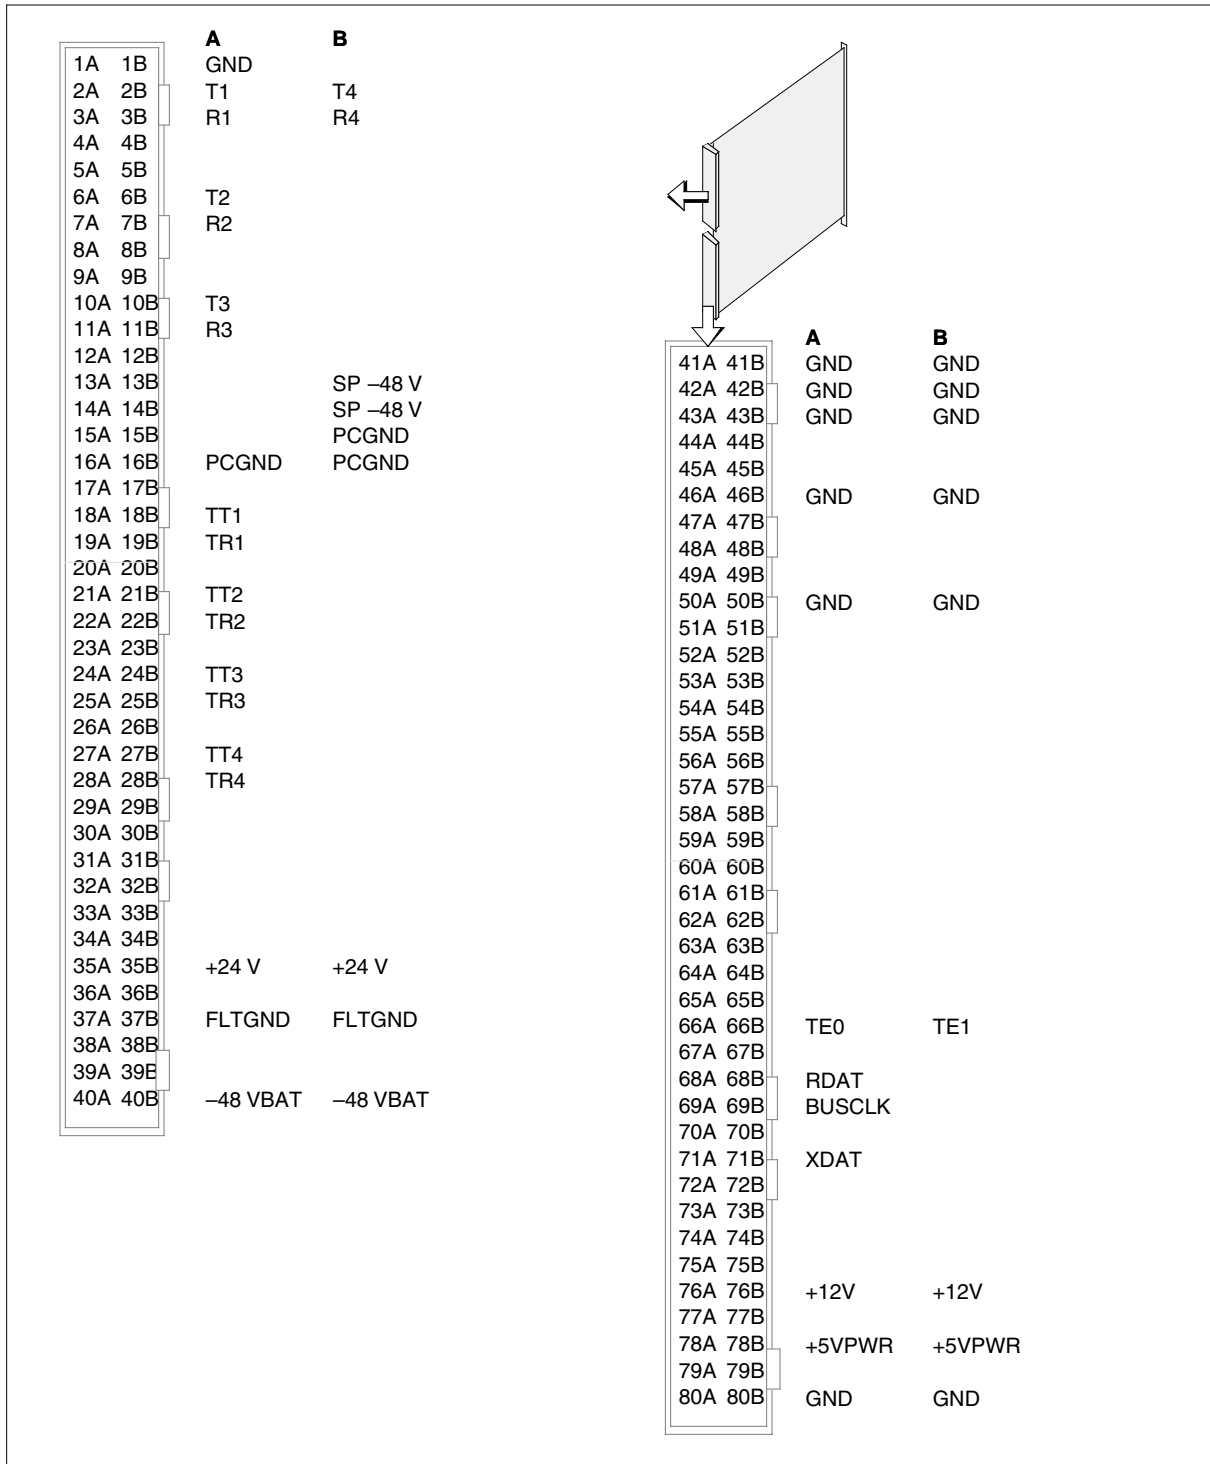 A B
1A 1B GND
2A 2B T1 T4
3A 3B R1 R4
4A 4B
5A 5B
6A 6B T2
7A 7B R2
8A 8B
9A 9B
10A 10B T3
11A 11B R3
12A 12B
13A 13B SP –48 V
14A 14B SP –48 V
15A 15B PCGND
16A 16B PCGND PCGND
17A 17B
18A 18B TT1
19A 19B TR1
20A 20B
21A 21B TT2
22A 22B TR2
23A 23B
24A 24B TT3
25A 25B TR3
26A 26B
27A 27B TT4
28A 28B TR4
29A 29B
30A 30B
31A 31B
32A 32B
33A 33B
34A 34B
35A 35B +24 V +24 V
36A 36B
37A 37B FLTGND FLTGND
38A 38B
39A 39B
40A 40B –48 VBAT –48 VBAT
A B
41A 41B GND GND
42A 42B GND GND
43A 43B GND GND
44A 44B
45A 45B
46A 46B GND GND
47A 47B
48A 48B
49A 49B
50A 50B GND GND
51A 51B
52A 52B
53A 53B
54A 54B
55A 55B
56A 56B
57A 57B
58A 58B
59A 59B
60A 60B
61A 61B
62A 62B
63A 63B
64A 64B
65A 65B
66A 66B TE0 TE1
67A 67B
68A 68B RDAT
69A 69B BUSCLK
70A 70B
71A 71B XDAT
72A 72B
73A 73B
74A 74B
75A 75B
76A 76B +12V +12V
77A 77B
78A 78B +5VPWR +5VPWR
79A 79B
80A 80B GND GND